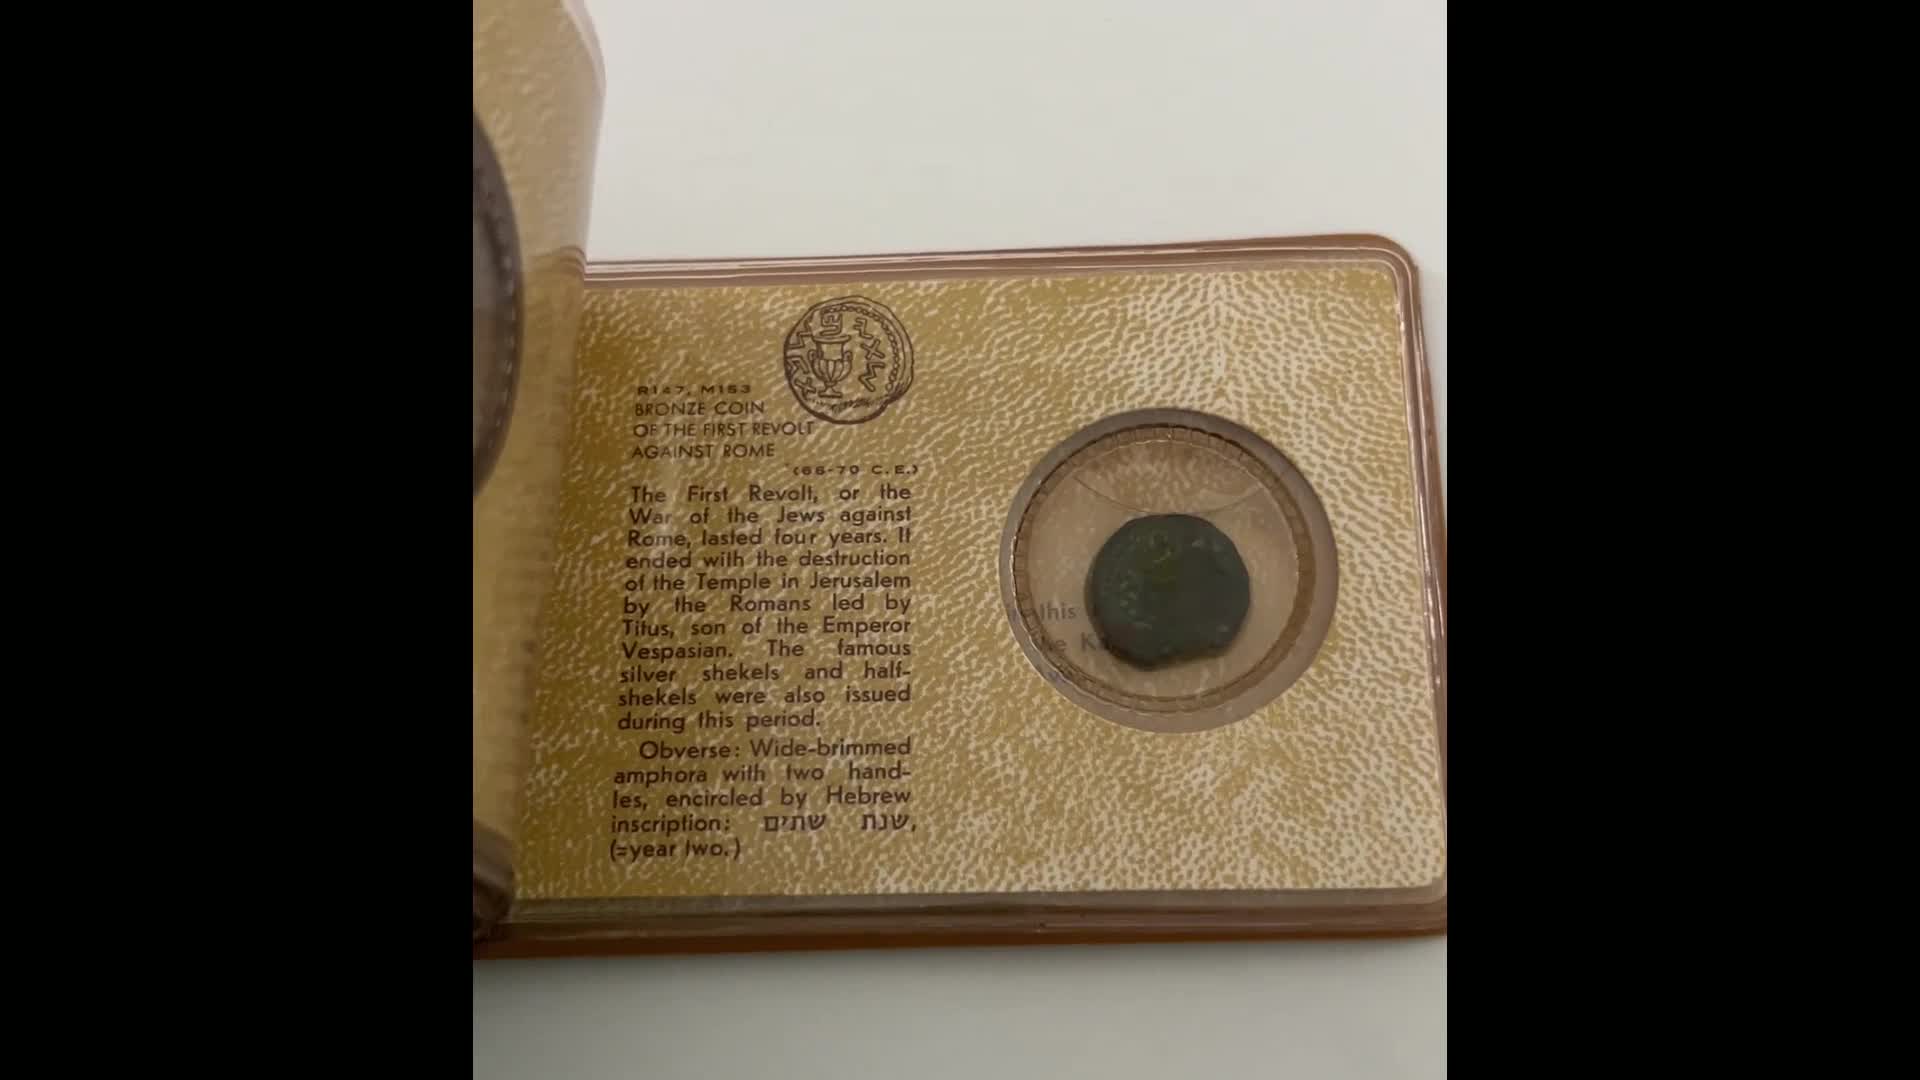 R147, M153
BRONZE COIN
OF THE FIRST REVOLT
AGAINST ROME
(66-70 C.E.)
The First Revolt, or the
War of the Jews against
Rome, lasted four years. It
ended with the destruction
of the Temple in Jerusalem
by the Romans led by
Titus, son of the Emperor
Vespasian. The famous
silver shekels and half-
shekels were also issued
during this period.
Obverse: Wide-brimmed
amphora with two hand-
les, encircled by Hebrew
inscription: שנת שתים,
(=year two.)
this